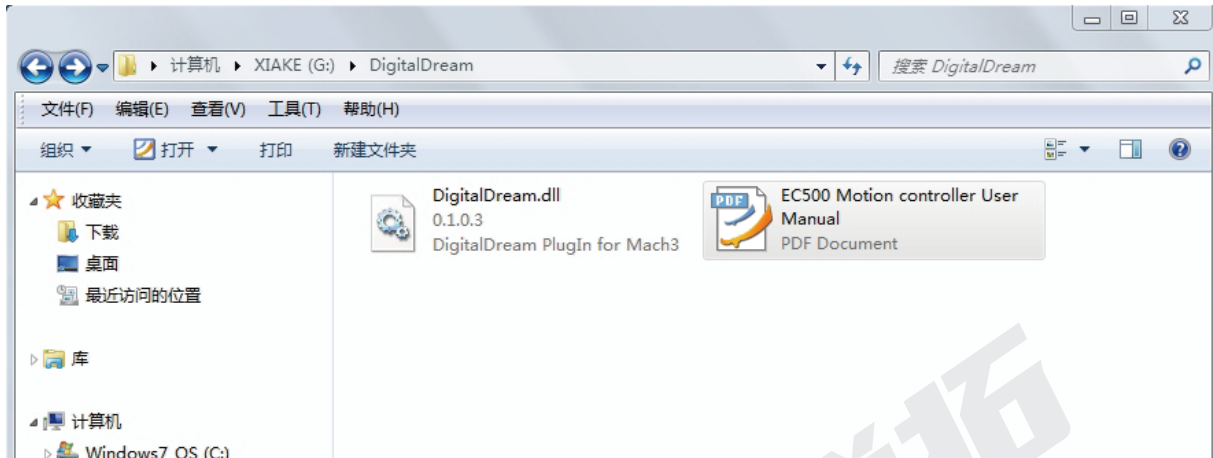 计算机 XIAKE (G:) DigitalDream
搜索 DigitalDream
文件(F) 编辑(E) 查看(V) 工具(T) 帮助(H)
组织 打开 打印 新建文件夹
收藏夹
下载
桌面
最近访问的位置
库
计算机
Windows7_OS (C:)
DigitalDream.dll
0.1.0.3
DigitalDream PlugIn for Mach3
PDF
EC500 Motion controller User
Manual
PDF Document